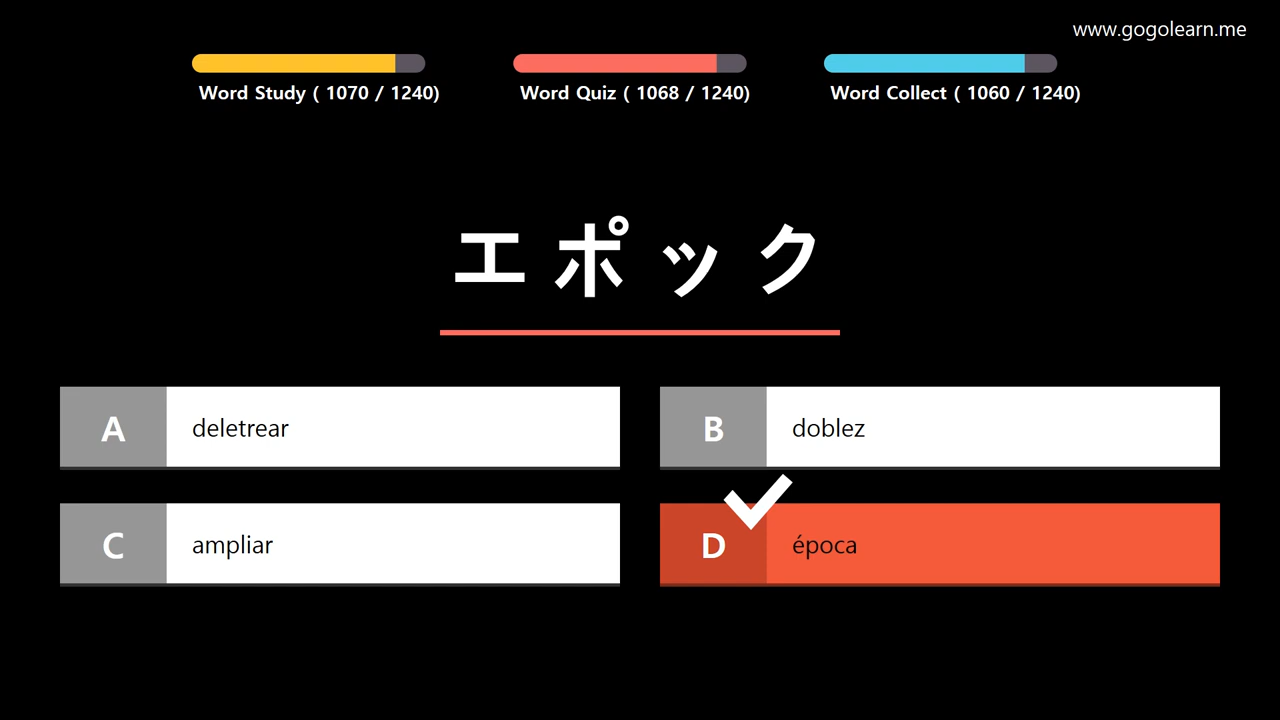 www.gogolearn.me
Word Study ( 1070 / 1240)
Word Quiz ( 1068 / 1240)
Word Collect ( 1060 / 1240)
エポック
A deletrear
B doblez
C ampliar
D época